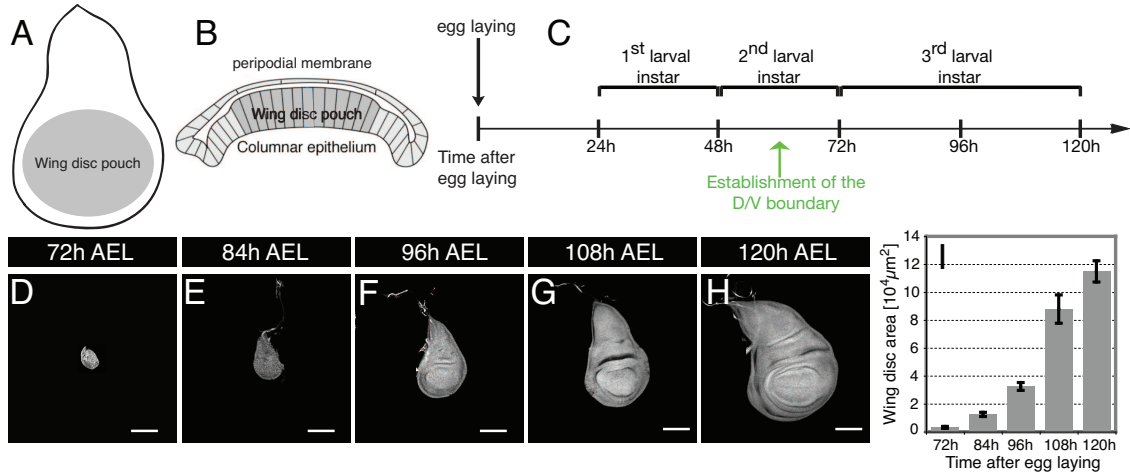 A
Wing disc pouch
B
peripodial membrane
Wing disc pouch
Columnar epithelium
C
egg laying
Time after
egg laying
1st larval
instar
2nd larval
instar
3rd larval
instar
24h
48h
72h
96h
120h
Establishment of the
D/V boundary
72h AEL
84h AEL
96h AEL
108h AEL
120h AEL
D
E
F
G
H
I
Wing disc area [10⁴μm²]
14
12
10
8
6
4
2
0
72h
84h
96h
108h
120h
Time after egg laying